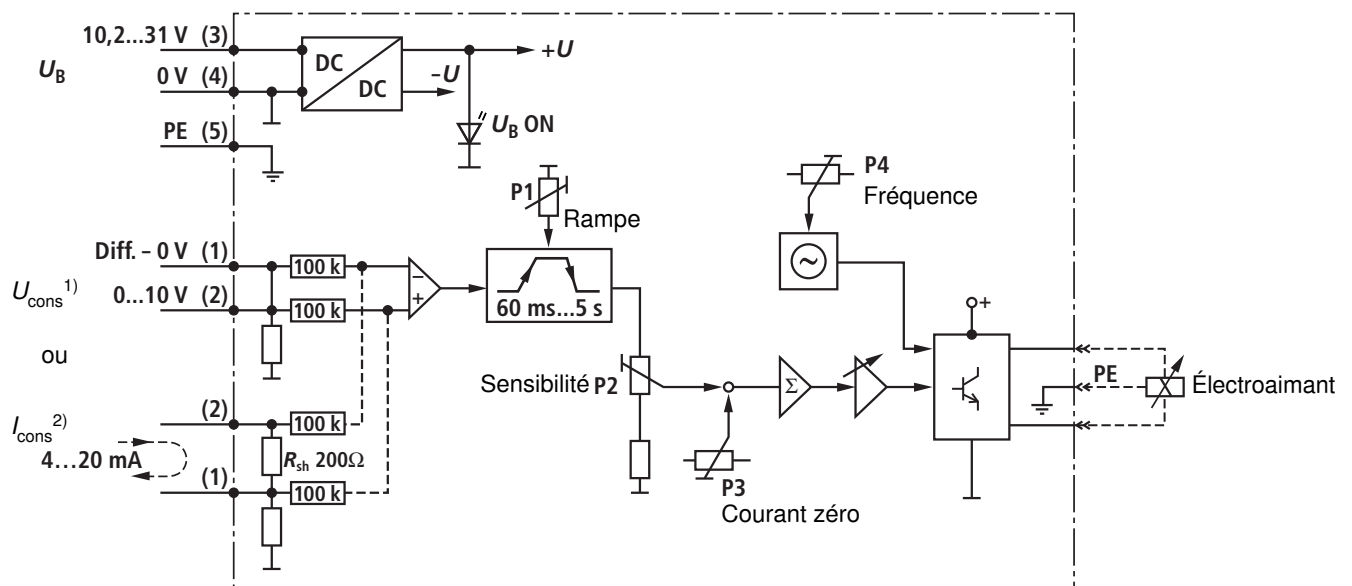 10,2...31 V (3)
U_B
0 V (4)
PE (5)
DC
DC
+U
–U
U_B ON
P1
Rampe
P4
Fréquence
Diff. – 0 V (1)
100 k
U_cons 1)
0...10 V (2)
100 k
–
+
60 ms...5 s
~
+
ou
Sensibilité P2
Σ
PE
Électroaimant
(2)
100 k
I_cons 2)
4...20 mA
R_sh 200Ω
(1)
100 k
P3
Courant zéro